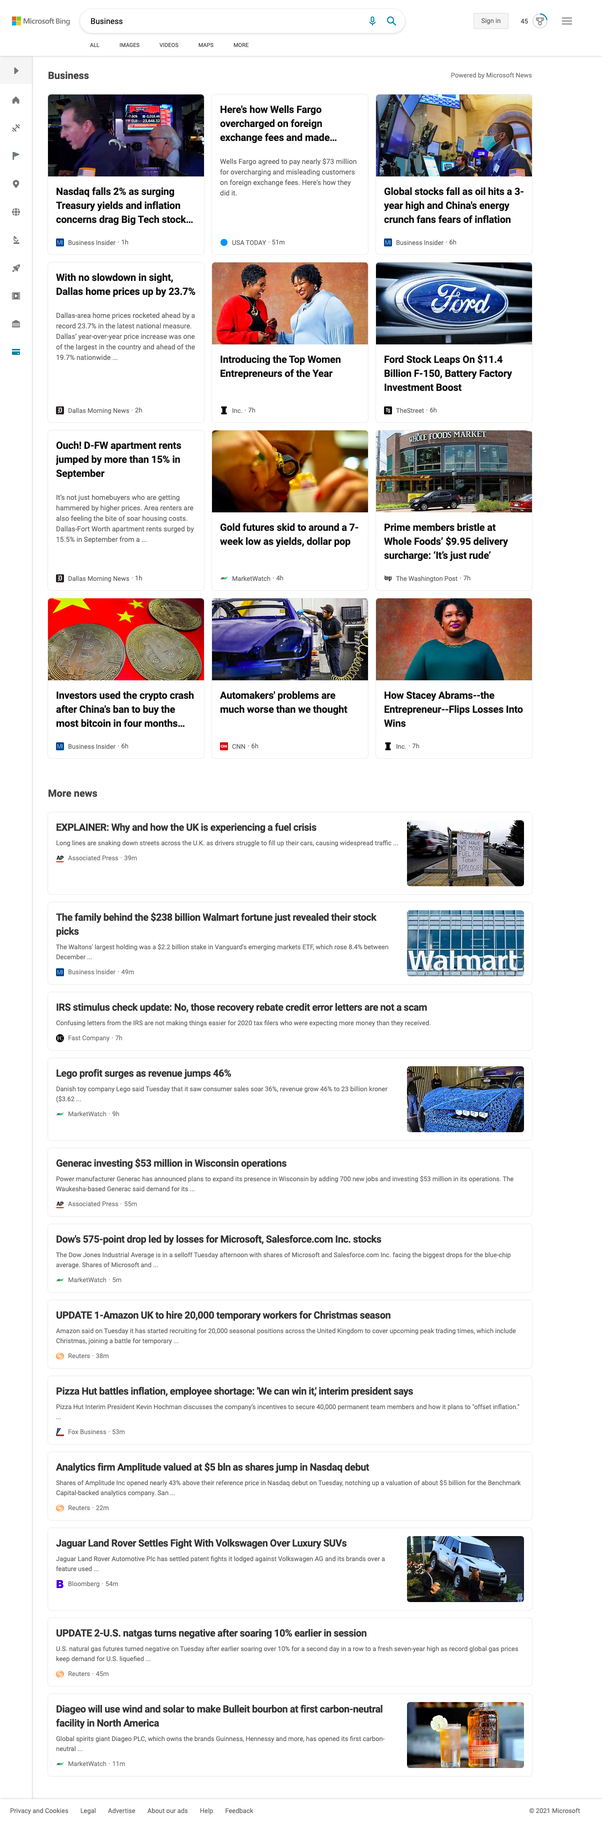 Microsoft Bing
Business
Sign in
45
ALL
IMAGES
VIDEOS
MAPS
MORE
Business
Powered by Microsoft News
Nasdaq falls 2% as surging
Treasury yields and inflation
concerns drag Big Tech stock...
Business Insider · 1h
Here's how Wells Fargo
overcharged on foreign
exchange fees and made...
Wells Fargo agreed to pay nearly $73 million
for overcharging and misleading customers
on foreign exchange fees. Here's how they
did it.
USA TODAY · 51m
Global stocks fall as oil hits a 3-
year high and China's energy
crunch fans fears of inflation
Business Insider · 6h
With no slowdown in sight,
Dallas home prices up by 23.7%
Dallas-area home prices rocketed ahead by a
record 23.7% in the latest national measure.
Dallas' year-over-year price increase was one
of the largest in the country and ahead of the
19.7% nationwide ...
Dallas Morning News · 2h
Introducing the Top Women
Entrepreneurs of the Year
Inc. · 7h
Ford
Ford Stock Leaps On $11.4
Billion F-150, Battery Factory
Investment Boost
TheStreet · 6h
Ouch! D-FW apartment rents
jumped by more than 15% in
September
It's not just homebuyers who are getting
hammered by higher prices. Area renters are
also feeling the bite of soar housing costs.
Dallas-Fort Worth apartment rents surged by
15.5% in September from a ...
Dallas Morning News · 1h
Gold futures skid to around a 7-
week low as yields, dollar pop
MarketWatch · 4h
WHOLE FOODS MARKET
Prime members bristle at
Whole Foods' $9.95 delivery
surcharge: 'It's just rude'
The Washington Post · 7h
Investors used the crypto crash
after China's ban to buy the
most bitcoin in four months...
Business Insider · 6h
Automakers' problems are
much worse than we thought
CNN · 6h
How Stacey Abrams--the
Entrepreneur--Flips Losses Into
Wins
Inc. · 7h
More news
EXPLAINER: Why and how the UK is experiencing a fuel crisis
Long lines are snaking down streets across the U.K. as drivers struggle to fill up their cars, causing widespread traffic ...
AP Associated Press · 39m
The family behind the $238 billion Walmart fortune just revealed their stock
picks
The Waltons' largest holding was a $2.2 billion stake in Vanguard's emerging markets ETF, which rose 8.4% between
December ...
Business Insider · 49m
Walmart
IRS stimulus check update: No, those recovery rebate credit error letters are not a scam
Confusing letters from the IRS are not making things easier for 2020 tax filers who were expecting more money than they received.
Fast Company · 7h
Lego profit surges as revenue jumps 46%
Danish toy company Lego said Tuesday that it saw consumer sales soar 36%, revenue grow 46% to 23 billion kroner
($3.62 ...
MarketWatch · 9h
Generac investing $53 million in Wisconsin operations
Power manufacturer Generac has announced plans to expand its presence in Wisconsin by adding 700 new jobs and investing $53 million in its operations. The
Waukesha-based Generac said demand for its ...
AP Associated Press · 55m
Dow's 575-point drop led by losses for Microsoft, Salesforce.com Inc. stocks
The Dow Jones Industrial Average is in a selloff Tuesday afternoon with shares of Microsoft and Salesforce.com Inc. facing the biggest drops for the blue-chip
average. Shares of Microsoft and ...
MarketWatch · 5m
UPDATE 1-Amazon UK to hire 20,000 temporary workers for Christmas season
Amazon said on Tuesday it has started recruiting for 20,000 seasonal positions across the United Kingdom to cover upcoming peak trading times, which include
Christmas, joining a battle for temporary ...
Reuters · 38m
Pizza Hut battles inflation, employee shortage: 'We can win it,' interim president says
Pizza Hut Interim President Kevin Hochman discusses the company's incentives to secure 40,000 permanent team members and how it plans to "offset inflation."
...
Fox Business · 53m
Analytics firm Amplitude valued at $5 bln as shares jump in Nasdaq debut
Shares of Amplitude Inc opened nearly 43% above their reference price in Nasdaq debut on Tuesday, notching up a valuation of about $5 billion for the Benchmark
Capital-backed analytics company. San ...
Reuters · 22m
Jaguar Land Rover Settles Fight With Volkswagen Over Luxury SUVs
Jaguar Land Rover Automotive Plc has settled patent fights it lodged against Volkswagen AG and its brands over a
feature used ...
B Bloomberg · 54m
UPDATE 2-U.S. natgas turns negative after soaring 10% earlier in session
U.S. natural gas futures turned negative on Tuesday after earlier soaring over 10% for a second day in a row to a fresh seven-year high as record global gas prices
keep demand for U.S. liquefied ...
Reuters · 45m
Diageo will use wind and solar to make Bulleit bourbon at first carbon-neutral
facility in North America
Global spirits giant Diageo PLC, which owns the brands Guinness, Hennessy and more, has opened its first carbon-
neutral ...
MarketWatch · 11m
Privacy and Cookies
Legal
Advertise
About our ads
Help
Feedback
© 2021 Microsoft